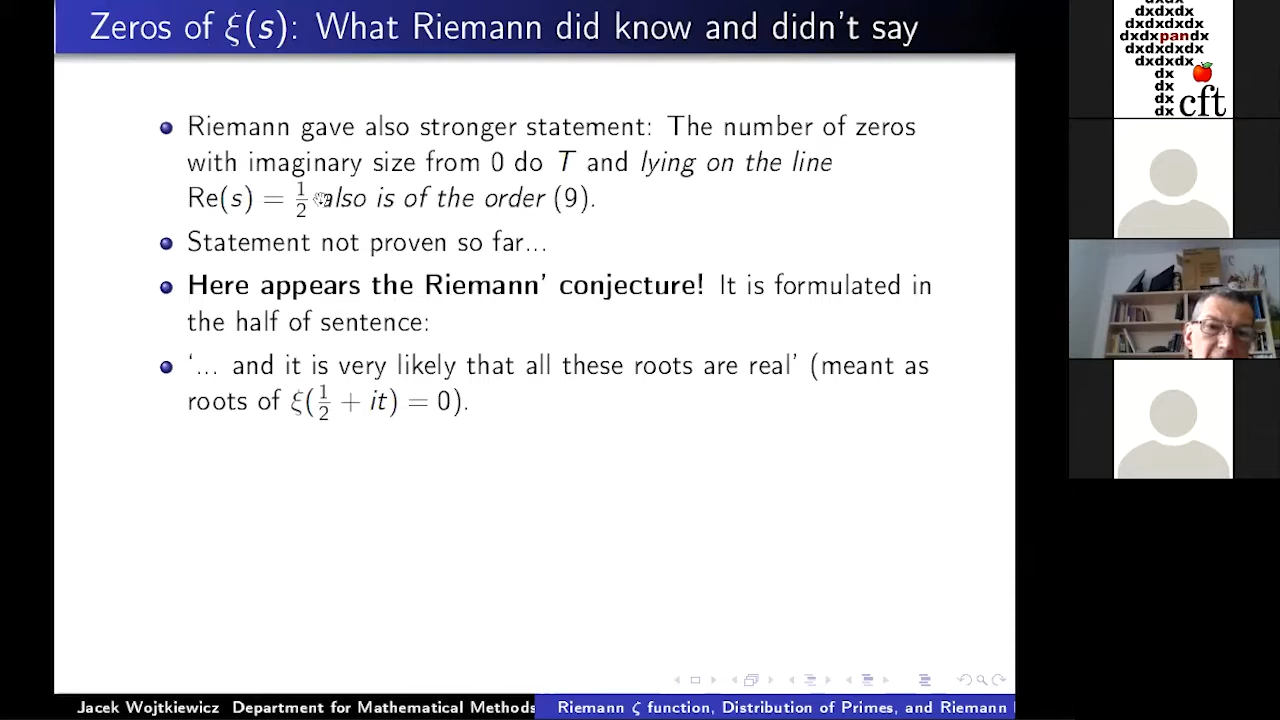 Zeros of ξ(s): What Riemann did know and didn't say
Riemann gave also stronger statement: The number of zeros
with imaginary size from 0 do T and lying on the line
Re(s) = 1/2 also is of the order (9).
Statement not proven so far...
Here appears the Riemann' conjecture! It is formulated in
the half of sentence:
'... and it is very likely that all these roots are real' (meant as
roots of ξ(1/2 + it) = 0).
Jacek Wojtkiewicz Department for Mathematical Methods
Riemann ζ function, Distribution of Primes, and Riemann
dxdxdx
dxdxdxdx
dxdxpandx
dxdxdxdx
dxdxdx
dx
dx
dx
dx
cft